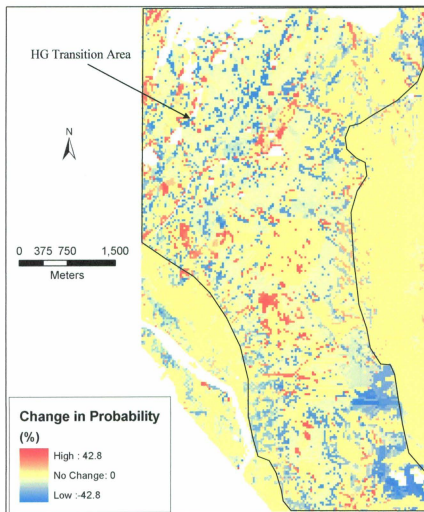 HG Transition Area
N
0 375 750 1,500
Meters
Change in Probability
(%)
High : 42.8
No Change: 0
Low :-42.8